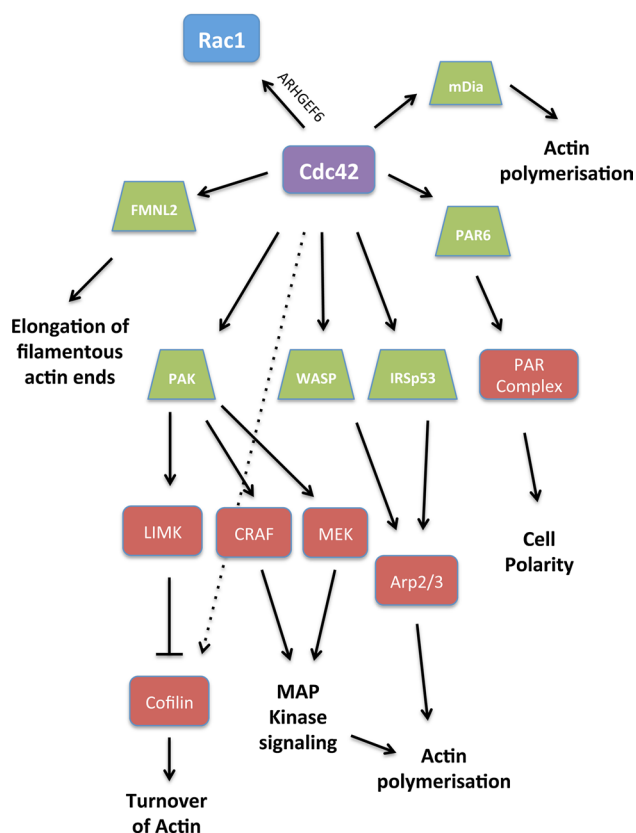 Rac1
ARHGEF6
mDia
Actin
polymerisation
Cdc42
FMNL2
PAR6
Elongation of
filamentous
actin ends
PAK
WASP
IRSp53
PAR
Complex
LIMK
CRAF
MEK
Arp2/3
Cell
Polarity
Cofilin
MAP
Kinase
signaling
Actin
polymerisation
Turnover
of Actin